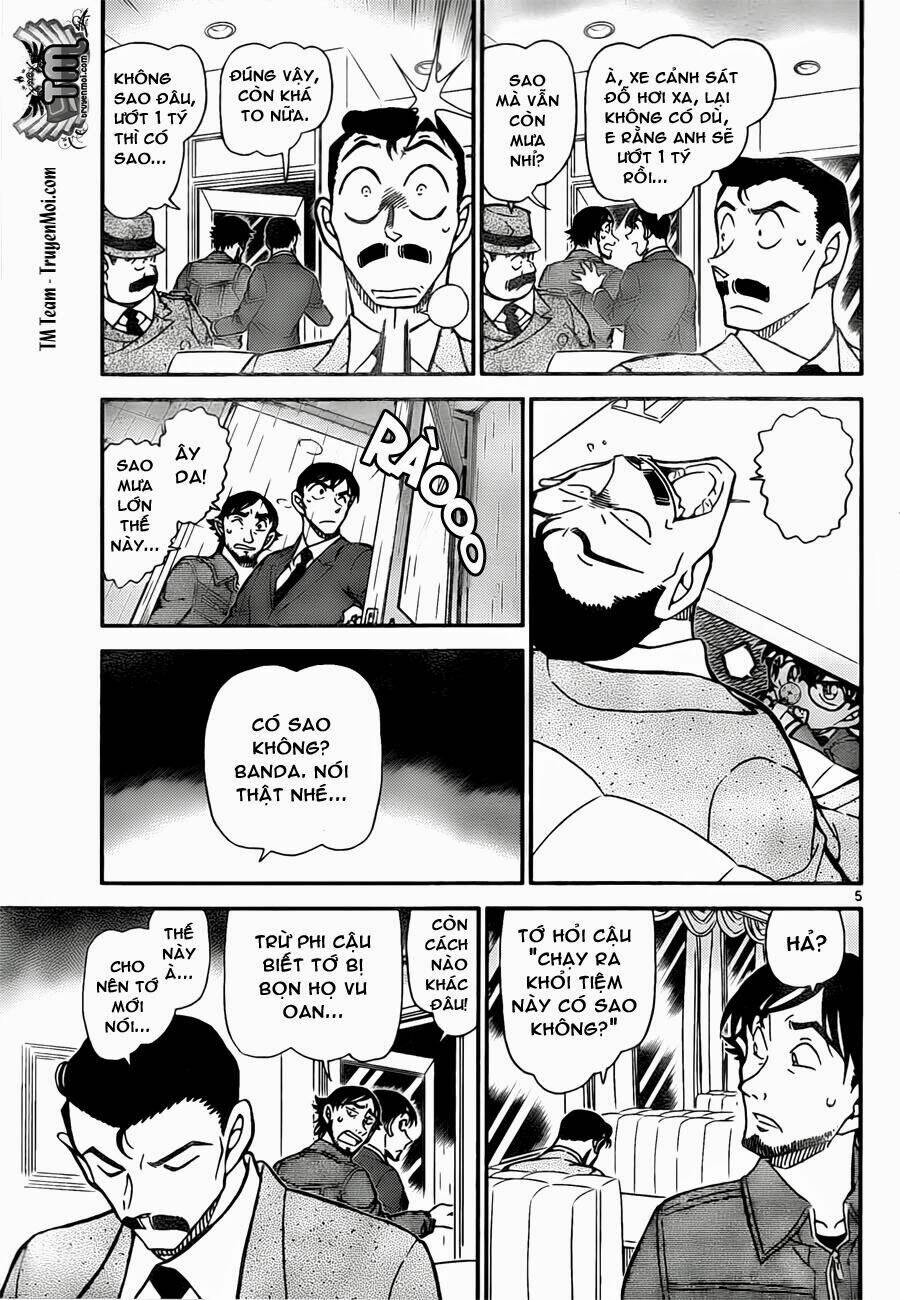 À, XE CẢNH SÁT
ĐỖ HƠI XA, LẠI
KHÔNG CÓ DÙ,
E RẰNG ANH SẼ
ƯỚT 1 TÝ
RỒI...
SAO
MÀ VẪN
CÒN
MƯA
NHỈ?
ĐÚNG VẬY,
CÒN KHÁ
TO NỮA.
KHÔNG
SAO ĐÂU,
ƯỚT 1 TÝ
THÌ CÓ
SAO...
TM
truyenmoi.com
TM Team - TruyenMoi.com
RÀOOOO
ÂY
DA!
SAO
MƯA
LỚN
THẾ
NÀY...
CÓ SAO
KHÔNG?
BANDA. NÓI
THẬT NHÉ...
5
HẢ?
TỚ HỎI CẬU
"CHẠY RA
KHỎI TIỆM
NÀY CÓ SAO
KHÔNG?"
CÒN
CÁCH
NÀO
KHÁC
ĐÂU!
TRỪ PHI CẬU
BIẾT TỚ BỊ
BỌN HỌ VU
OAN.
THẾ
NÀY
À...
CHO
NÊN TỚ
MỚI
NÓI...